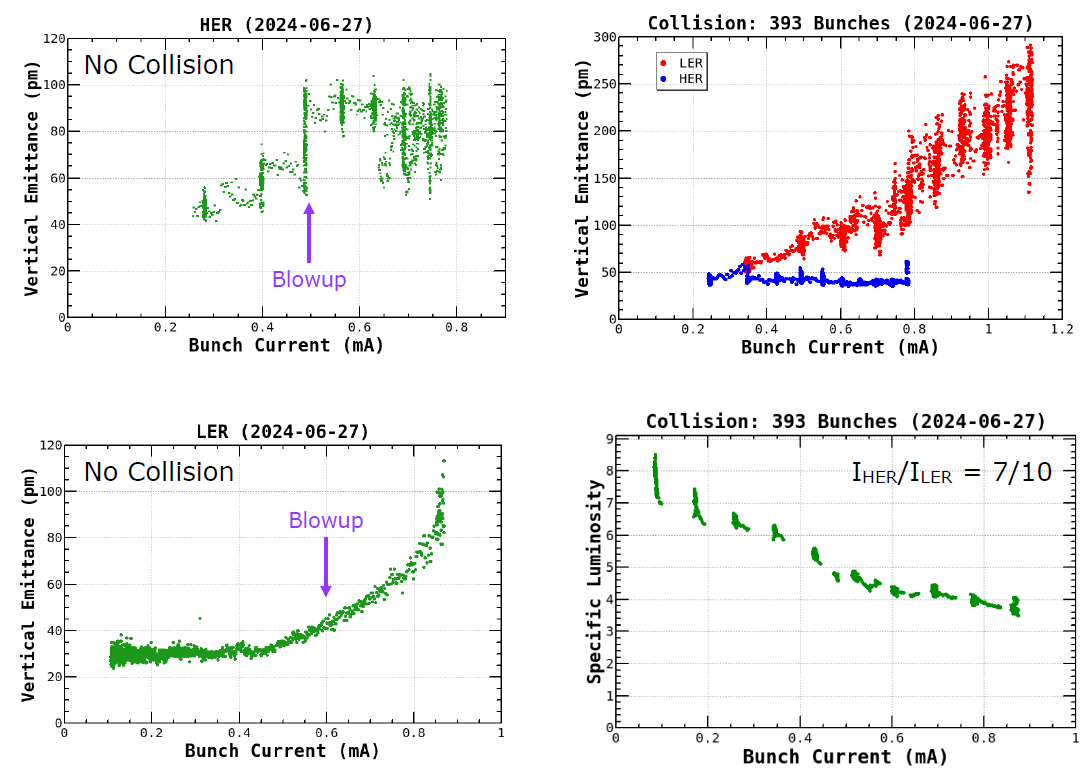 HER (2024-06-27)
No Collision
Vertical Emittance (pm)
120
100
80
60
40
20
0
Blowup
0 0.2 0.4 0.6 0.8
Bunch Current (mA)
Collision: 393 Bunches (2024-06-27)
LER
HER
Vertical Emittance (pm)
300
250
200
150
100
50
0
0 0.2 0.4 0.6 0.8 1 1.2
Bunch Current (mA)
LER (2024-06-27)
No Collision
Blowup
Vertical Emittance (pm)
120
100
80
60
40
20
0
0 0.2 0.4 0.6 0.8 1
Bunch Current (mA)
Collision: 393 Bunches (2024-06-27)
IHER/ILER = 7/10
Specific Luminosity
9
8
7
6
5
4
3
2
1
0
0 0.2 0.4 0.6 0.8 1
Bunch Current (mA)